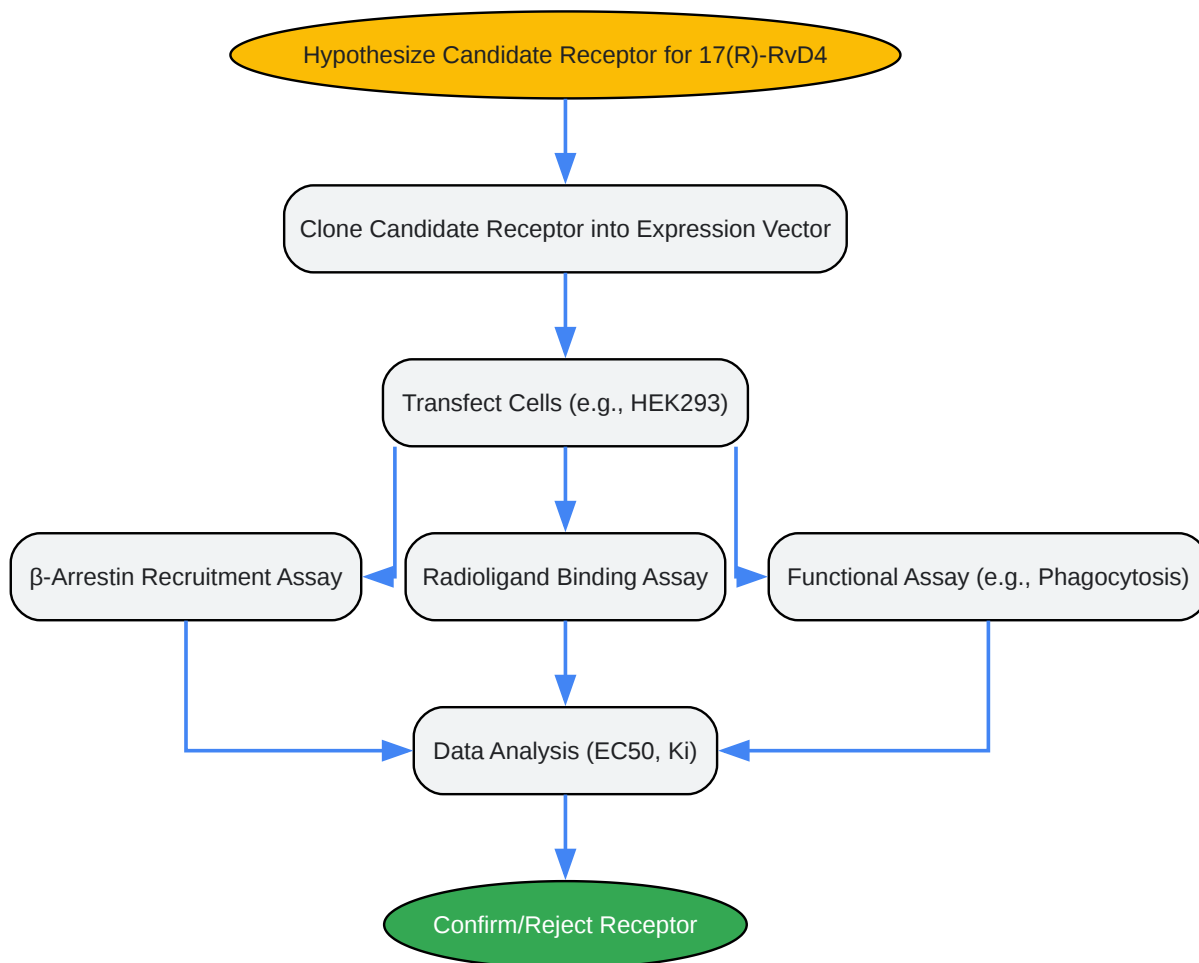 Hypothesize Candidate Receptor for 17(R)-RvD4
Clone Candidate Receptor into Expression Vector
Transfect Cells (e.g., HEK293)
β-Arrestin Recruitment Assay
Radioligand Binding Assay
Functional Assay (e.g., Phagocytosis)
Data Analysis (EC50, Ki)
Confirm/Reject Receptor